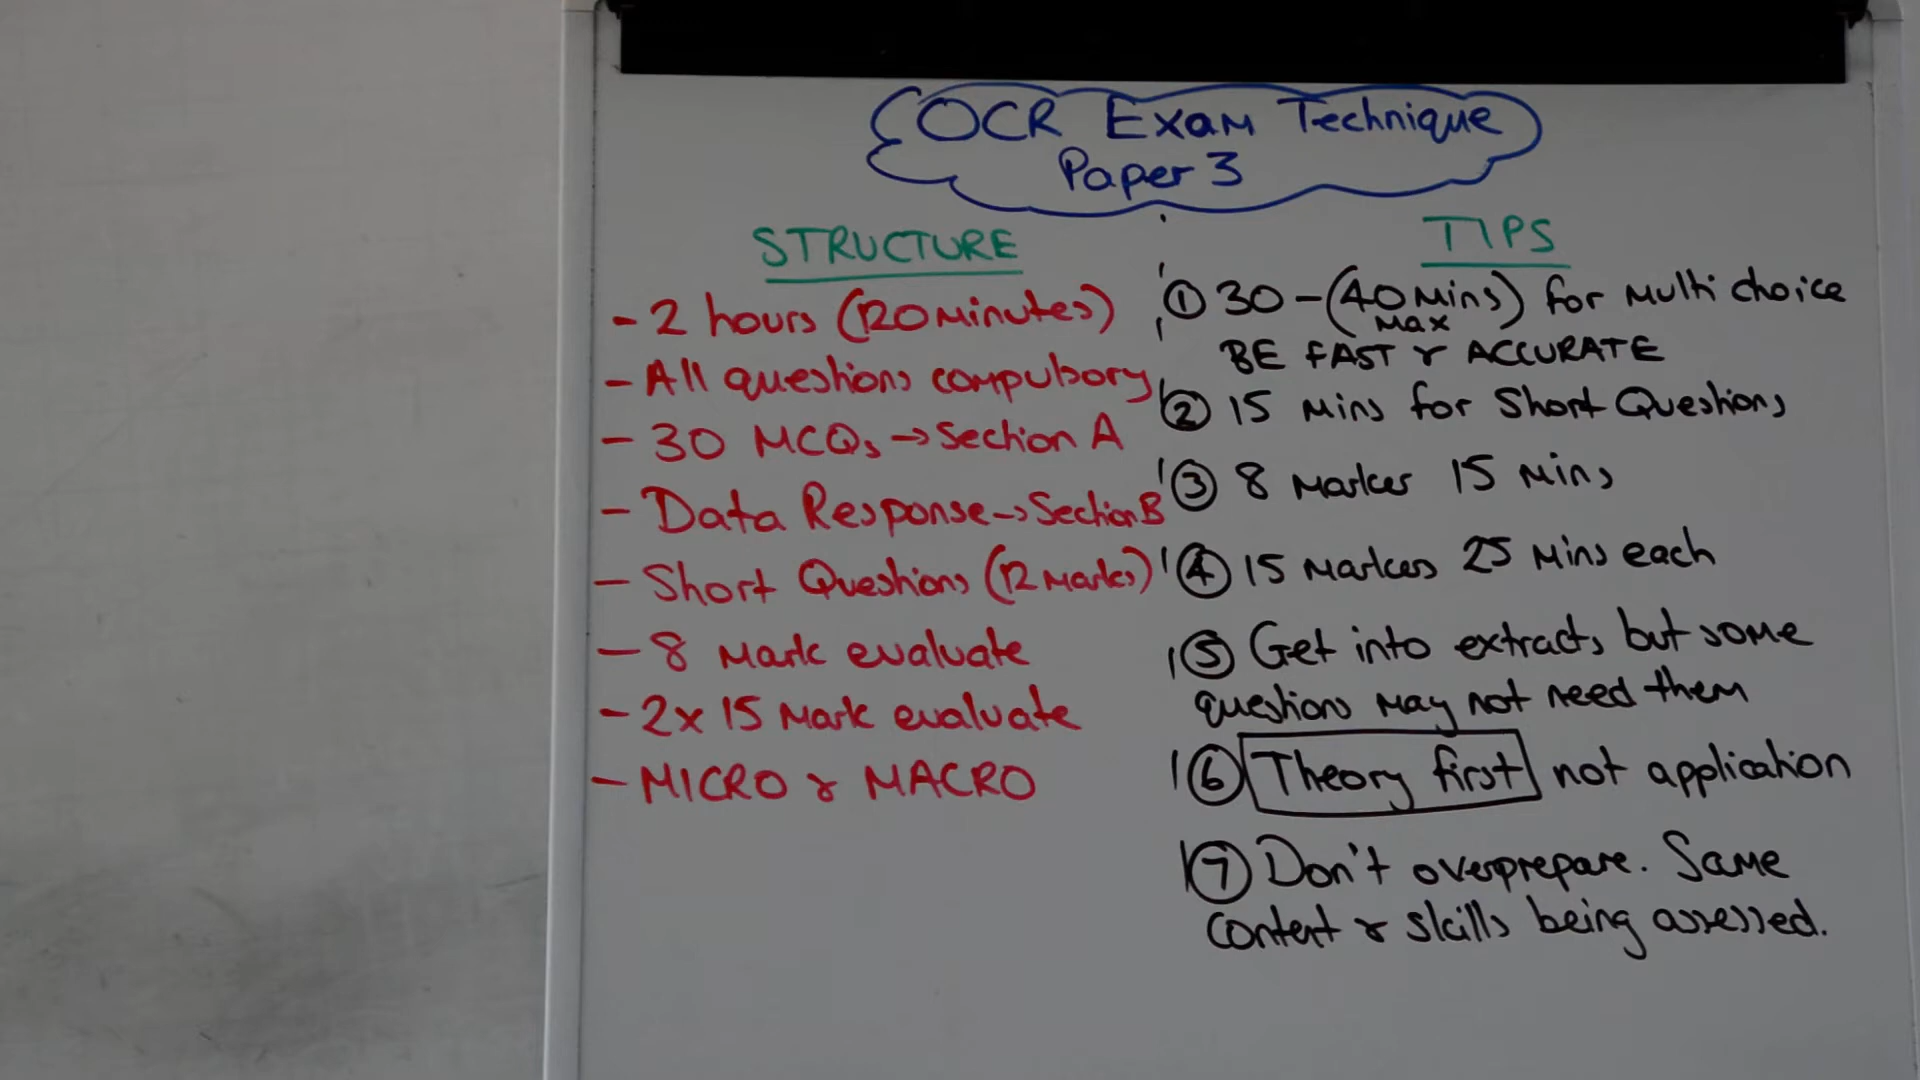 OCR Exam Technique
Paper 3
STRUCTURE
- 2 hours (120 minutes)
- All questions compulsory
- 30 MCQs → Section A
- Data Response → Section B
- Short Questions (12 marks)
- 8 mark evaluate
- 2x 15 mark evaluate
- MICRO & MACRO
TIPS
① 30 - (40 mins) for multi choice
max
BE FAST & ACCURATE
② 15 mins for Short Questions
③ 8 marker 15 mins
④ 15 markers 25 mins each
⑤ Get into extracts, but some
questions may not need them
⑥ Theory first not application
⑦ Don't overprepare. Same
content & skills being assessed.